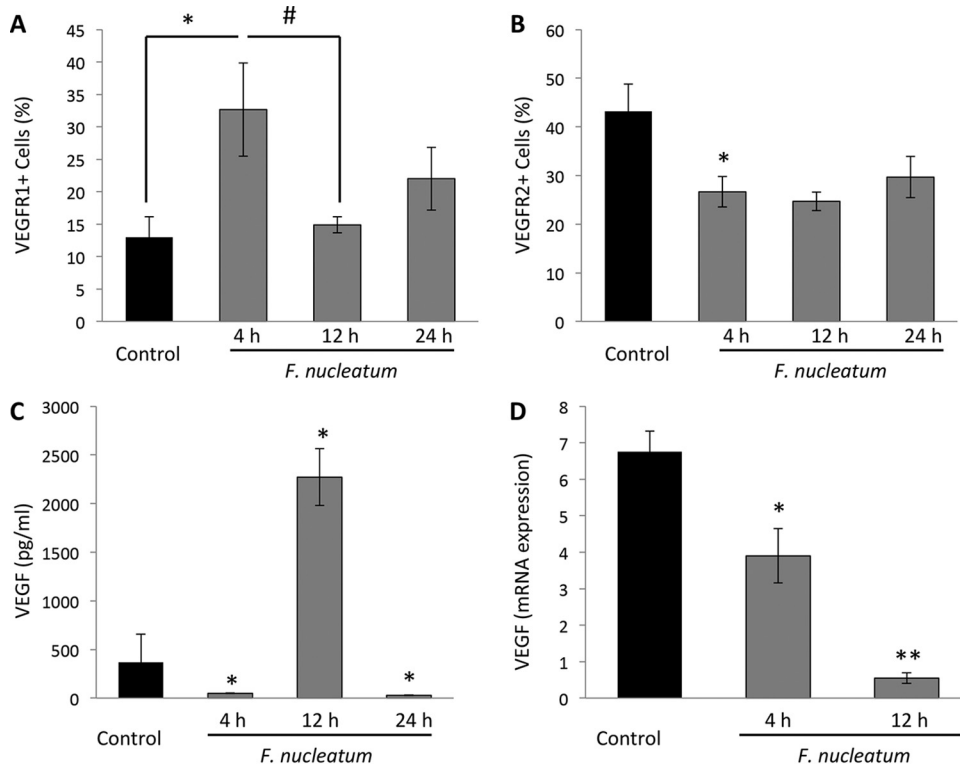 A
*
#
VEGFR1+ Cells (%)
45
40
35
30
25
20
15
10
5
0
Control
4 h
12 h
24 h
F. nucleatum
B
VEGFR2+ Cells (%)
60
50
40
30
20
10
0
*
Control
4 h
12 h
24 h
F. nucleatum
C
VEGF (pg/ml)
3000
2500
2000
1500
1000
500
0
*
*
*
Control
4 h
12 h
24 h
F. nucleatum
D
VEGF (mRNA expression)
8
7
6
5
4
3
2
1
0
*
**
Control
4 h
12 h
F. nucleatum